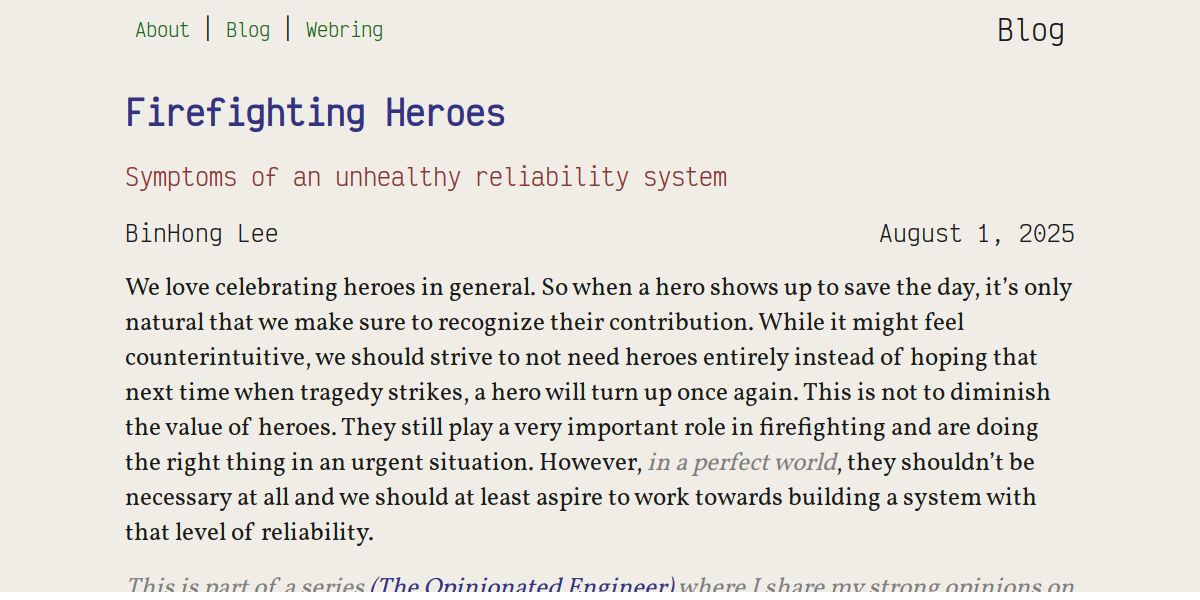 About | Blog | Webring
Blog
Firefighting Heroes
Symptoms of an unhealthy reliability system
BinHong Lee
August 1, 2025
We love celebrating heroes in general. So when a hero shows up to save the day, it’s only
natural that we make sure to recognize their contribution. While it might feel
counterintuitive, we should strive to not need heroes entirely instead of hoping that
next time when tragedy strikes, a hero will turn up once again. This is not to diminish
the value of heroes. They still play a very important role in firefighting and are doing
the right thing in an urgent situation. However, in a perfect world, they shouldn’t be
necessary at all and we should at least aspire to work towards building a system with
that level of reliability.
This is part of a series (The Opinionated Engineer) where I share my strong opinions on